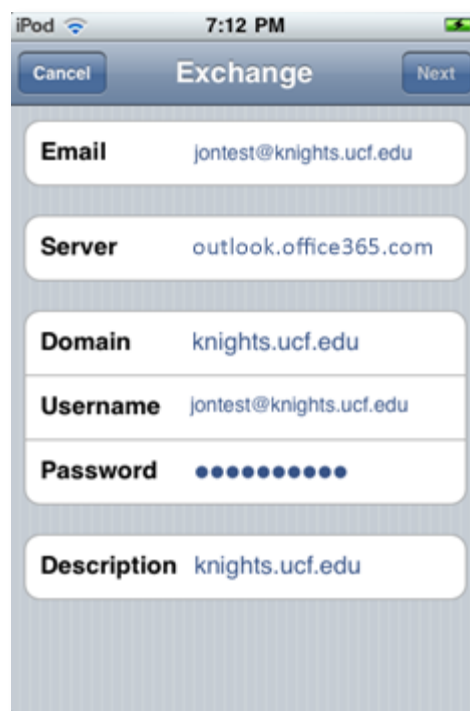 iPod 7:12 PM
Cancel Exchange Next
Email jontest@knights.ucf.edu
Server outlook.office365.com
Domain knights.ucf.edu
Username jontest@knights.ucf.edu
Password ●●●●●●●●●●
Description knights.ucf.edu